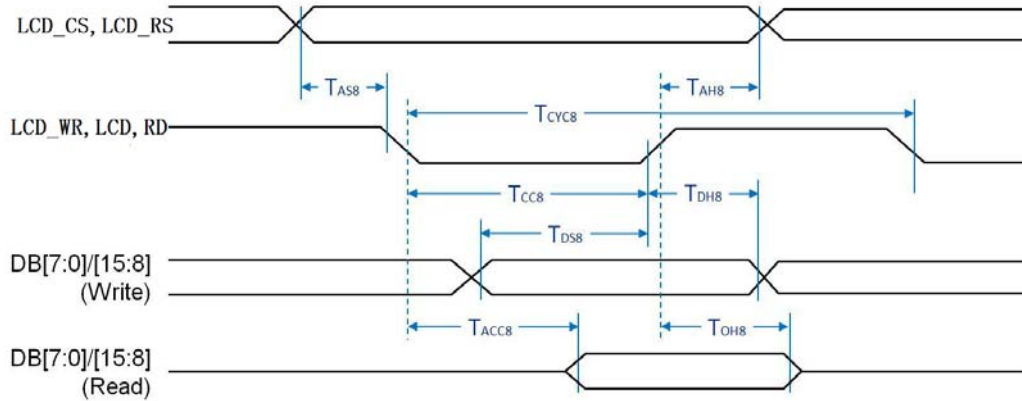 LCD_CS, LCD_RS
TAS8
TAH8
TCYC8
LCD_WR, LCD, RD
TCC8
TDH8
TDS8
DB[7:0]/[15:8]
(Write)
TACC8
TOH8
DB[7:0]/[15:8]
(Read)